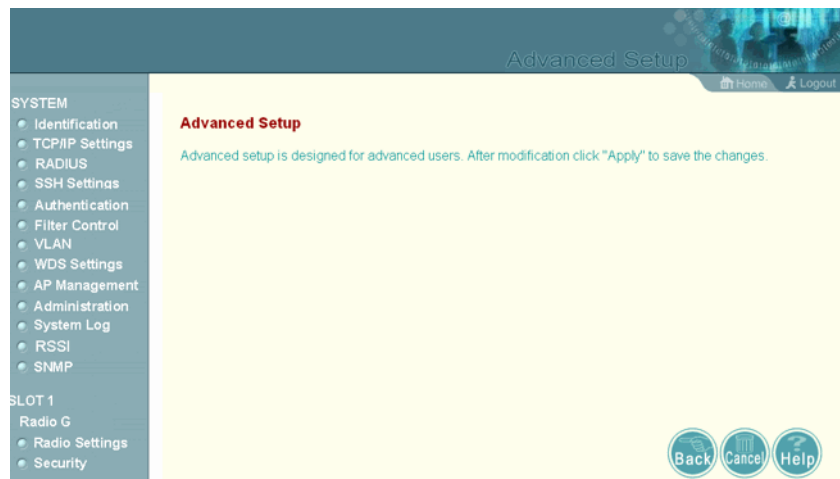 Advanced Setup
Home
Logout
SYSTEM
Identification
TCP/IP Settings
RADIUS
SSH Settings
Authentication
Filter Control
VLAN
WDS Settings
AP Management
Administration
System Log
RSSI
SNMP
SLOT 1
Radio G
Radio Settings
Security
Advanced Setup
Advanced setup is designed for advanced users. After modification click "Apply" to save the changes.
Back
Cancel
Help